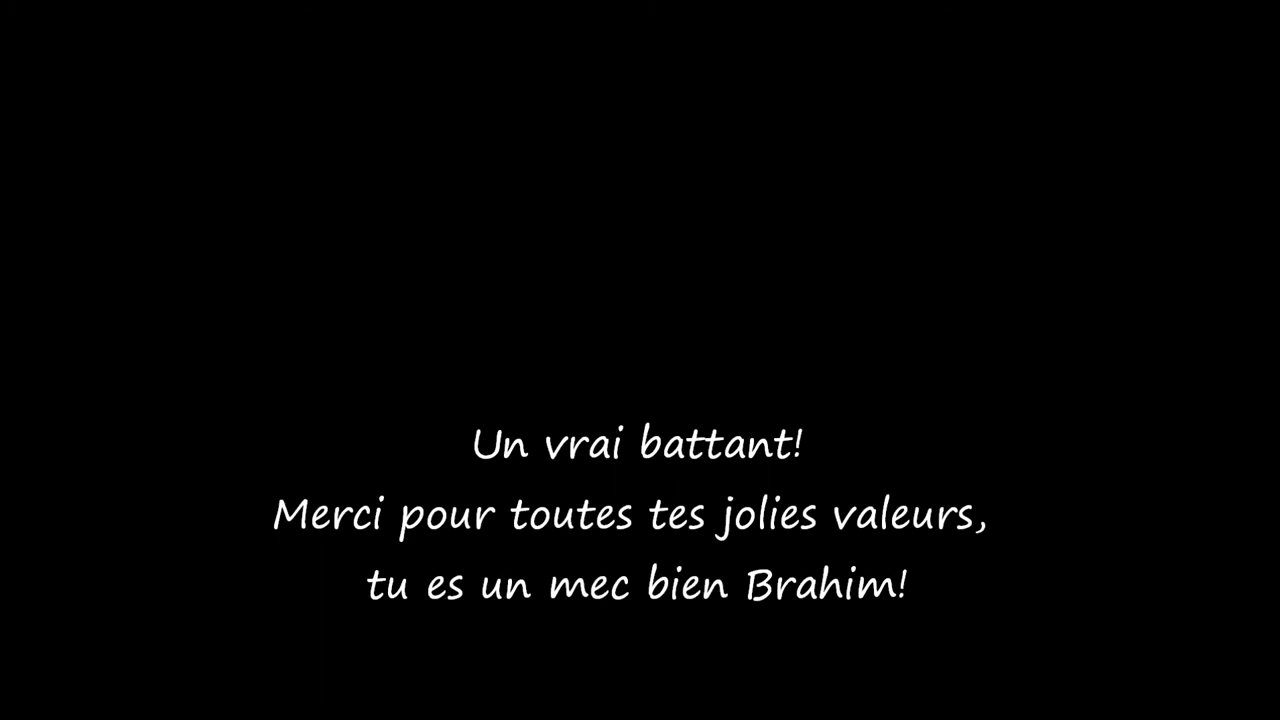 Un vrai battant!
Merci pour toutes tes jolies valeurs,
tu es un mec bien Brahim!